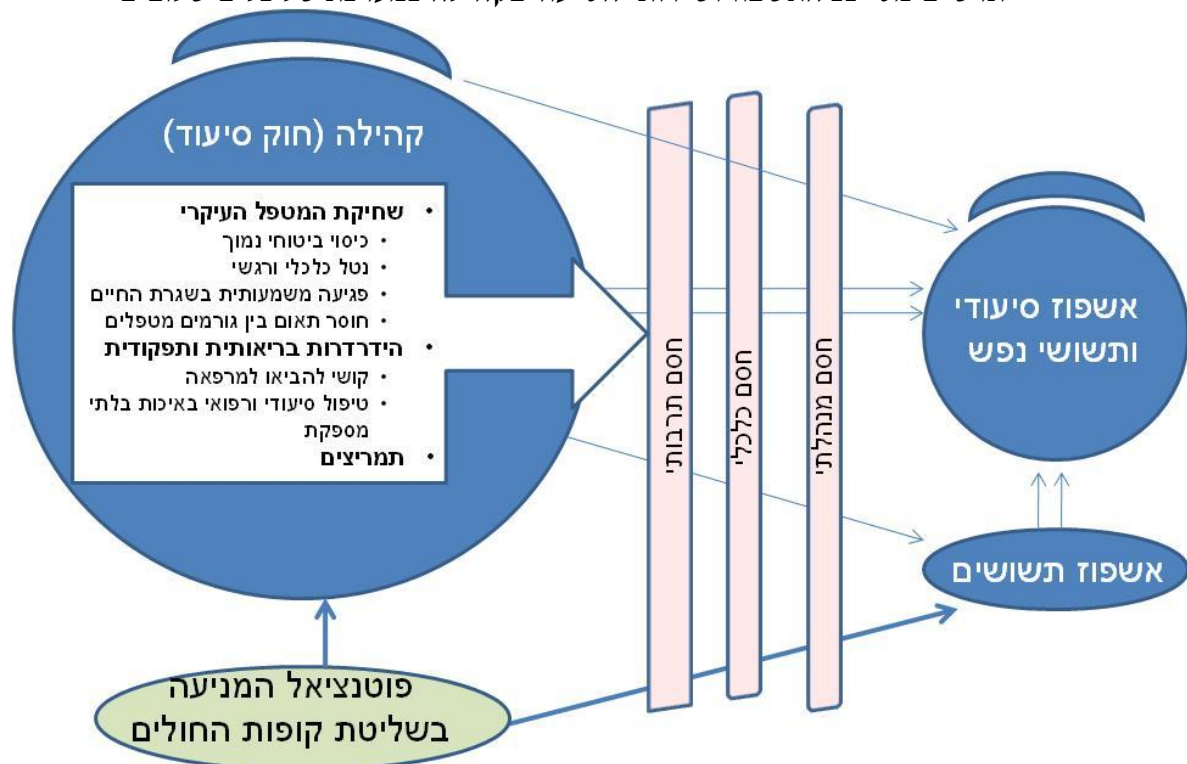 קהילה (חוק סיעוד)
• שחיקת המטפל העיקרי
• כיסוי ביטוחי נמוך
• נטל כלכלי ורגשי
• פגיעה משמעותית בשגרת החיים
• חוסר תאום בין גורמים מטפלים
• הידרדרות בריאותית ותפקודית
• קושי להביאו למרפאה
• טיפול סיעודי ורפואי באיכות בלתי
מספקת
• תמריצים
חסם תרבותי
חסם כלכלי
חסם מנהלתי
אשפוז סיעודי
ותשושי נפש
אשפוז תשושים
פוטנציאל המניעה
בשליטת קופות החולים